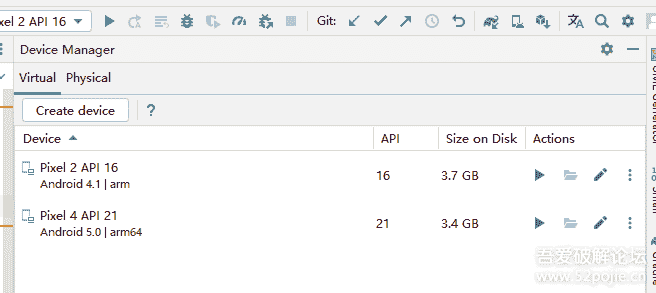 xel 2 API 16
Git:
Device Manager
Virtual Physical
Create device ?
Device API Size on Disk Actions
Pixel 2 API 16
Android 4.1 | arm
16 3.7 GB
Pixel 4 API 21
Android 5.0 | arm64
21 3.4 GB
吾爱破解论坛
www.52pojie.cn